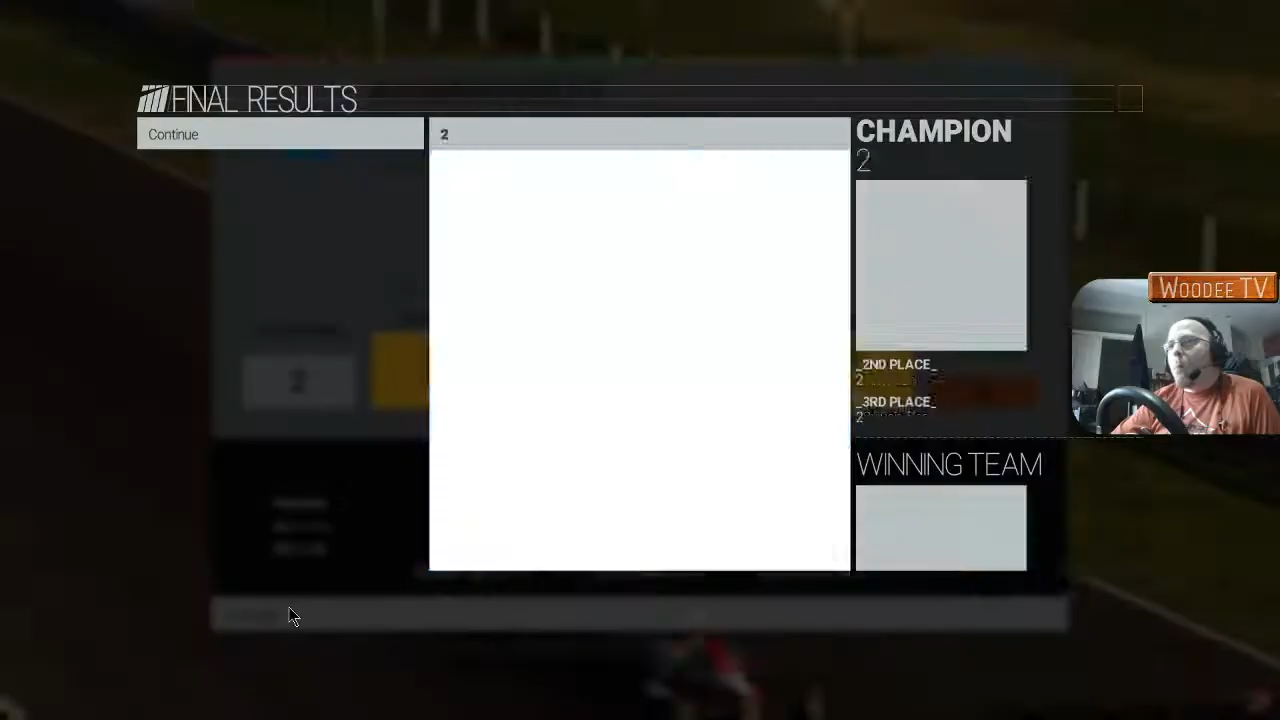 FINAL RESULTS
Continue
2
CHAMPION
2
_2ND PLACE_
2
_3RD PLACE_
2
WINNING TEAM
2
WOODEE TV